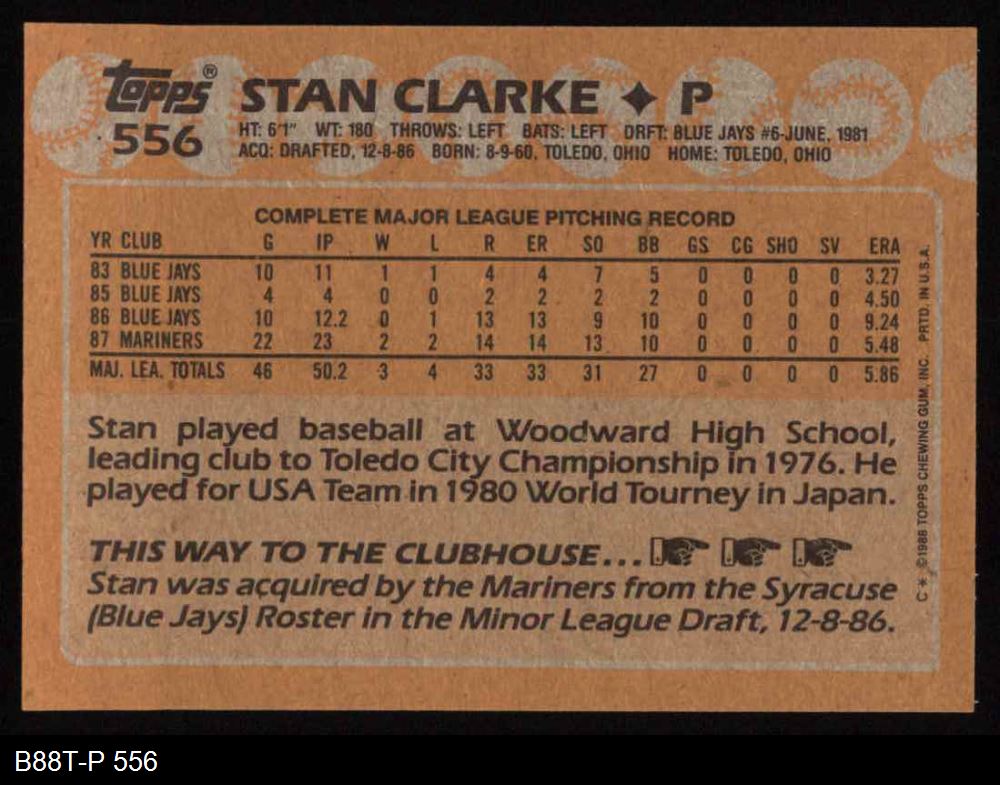 topps® STAN CLARKE ♦ P
556 HT: 6'1" WT: 180 THROWS: LEFT BATS: LEFT DRFT: BLUE JAYS #6-JUNE, 1981
ACQ: DRAFTED, 12-8-86 BORN: 8-9-60, TOLEDO, OHIO HOME: TOLEDO, OHIO
COMPLETE MAJOR LEAGUE PITCHING RECORD
YR CLUB G IP W L R ER SO BB GS CG SHO SV ERA
83 BLUE JAYS 10 11 1 1 4 4 7 5 0 0 0 0 3.27
85 BLUE JAYS 4 4 0 0 2 2 2 2 0 0 0 0 4.50
86 BLUE JAYS 10 12.2 0 1 13 13 9 10 0 0 0 0 9.24
87 MARINERS 22 23 2 2 14 14 13 10 0 0 0 0 5.48
MAJ. LEA. TOTALS 46 50.2 3 4 33 33 31 27 0 0 0 0 5.86
Stan played baseball at Woodward High School,
leading club to Toledo City Championship in 1976. He
played for USA Team in 1980 World Tourney in Japan.
THIS WAY TO THE CLUBHOUSE...
Stan was acquired by the Mariners from the Syracuse
(Blue Jays) Roster in the Minor League Draft, 12-8-86.
C* ©1988 TOPPS CHEWING GUM, INC. PRTD. IN U.S.A.
B88T-P 556